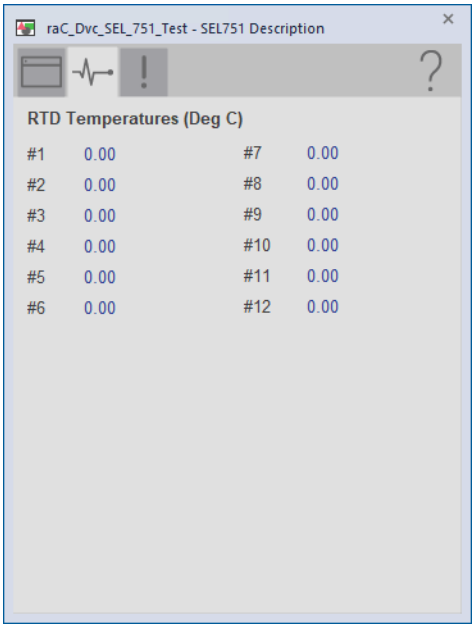 raC_Dvc_SEL_751_Test - SEL751 Description
RTD Temperatures (Deg C)
#1 0.00 #7 0.00
#2 0.00 #8 0.00
#3 0.00 #9 0.00
#4 0.00 #10 0.00
#5 0.00 #11 0.00
#6 0.00 #12 0.00